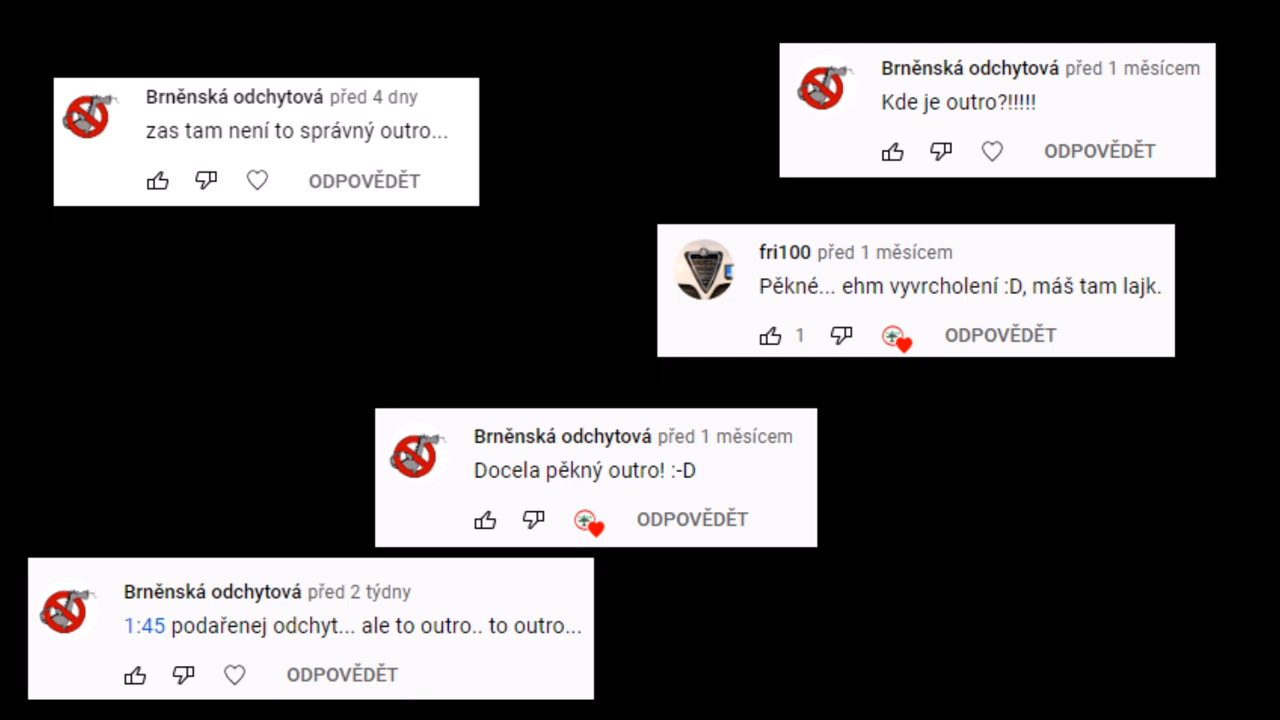 Brněnská odchytová před 4 dny
zas tam není to správný outro...
ODPOVĚDĚT
Brněnská odchytová před 1 měsícem
Kde je outro?!!!!!
ODPOVĚDĚT
fri100 před 1 měsícem
Pěkné... ehm vyvrcholení :D, máš tam lajk.
1 ODPOVĚDĚT
Brněnská odchytová před 1 měsícem
Docela pěkný outro! :-D
ODPOVĚDĚT
Brněnská odchytová před 2 týdny
1:45 podařenej odchyt... ale to outro.. to outro...
ODPOVĚDĚT